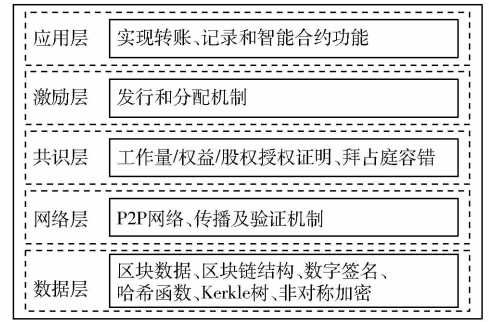 应用层 实现转账、记录和智能合约功能
激励层 发行和分配机制
共识层 工作量/权益/股权授权证明、拜占庭容错
网络层 P2P网络、传播及验证机制
数据层 区块数据、区块链结构、数字签名、
哈希函数、Kerkle树、非对称加密